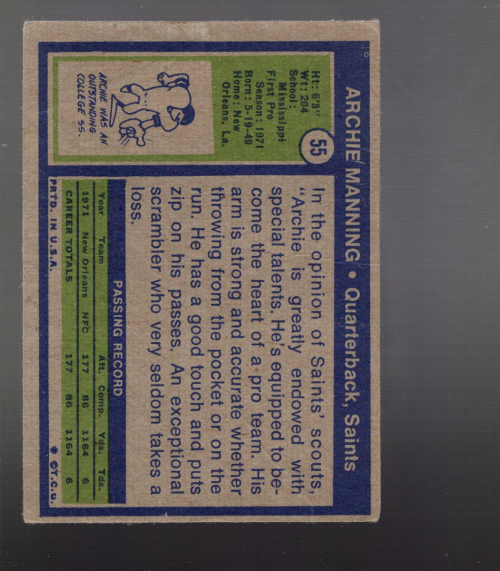 ARCHIE MANNING • Quarterback, Saints
55
Ht: 6'3"
Wt: 204
School:
Mississippi
First Pro
Season: 1971
Born: 5-19-49
Home: New
Orleans, La.
ARCHIE WAS AN
OUTSTANDING
COLLEGE SS.
In the opinion of Saints' scouts,
"Archie is greatly endowed with
special talents. He's equipped to be-
come the heart of a pro team. His
arm is strong and accurate whether
throwing from the pocket or on the
run. He has a good touch and puts
zip on his passes. An exceptional
scrambler who very seldom takes a
loss.
PASSING RECORD
Year Team Att. Comp. Yds. Tds.
1971 New Orleans NFC 177 86 1164 6
CAREER TOTALS 177 86 1164 6
PRTD. IN U.S.A. * ©T.C.G.